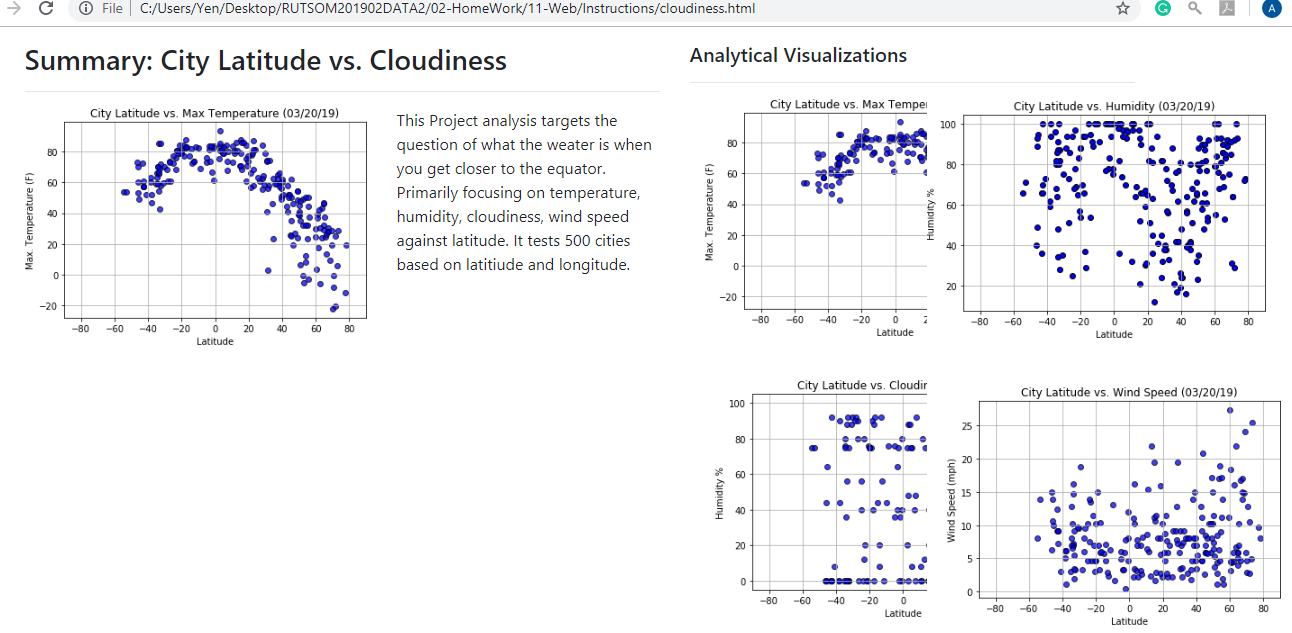 File C:/Users/Yen/Desktop/RUTSOM201902DATA2/02-HomeWork/11-Web/Instructions/cloudiness.html
A
Summary: City Latitude vs. Cloudiness
City Latitude vs. Max Temperature (03/20/19)
Max. Temperature (F)
80
60
40
20
0
−20
−80 −60 −40 −20 0 20 40 60 80
Latitude
This Project analysis targets the
question of what the weater is when
you get closer to the equator.
Primarily focusing on temperature,
humidity, cloudiness, wind speed
against latitude. It tests 500 cities
based on latitiude and longitude.
Analytical Visualizations
City Latitude vs. Max Temper
Max. Temperature (F)
80
60
40
20
0
−20
−80 −60 −40 −20 0 2
Latitude
City Latitude vs. Humidity (03/20/19)
Humidity %
100
80
60
40
20
−80 −60 −40 −20 0 20 40 60 80
Latitude
City Latitude vs. Cloudin
Humidity %
100
80
60
40
20
0
−80 −60 −40 −20 0
Latitude
City Latitude vs. Wind Speed (03/20/19)
Wind Speed (mph)
25
20
15
10
5
0
−80 −60 −40 −20 0 20 40 60 80
Latitude